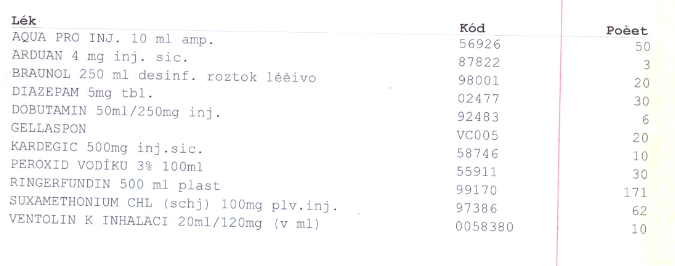 Lék Kód Poèet
AQUA PRO INJ. 10 ml amp. 56926 50
ARDUAN 4 mg inj. sic. 87822 3
BRAUNOL 250 ml desinf. roztok léèivo 98001 20
DIAZEPAM 5mg tbl. 02477 30
DOBUTAMIN 50ml/250mg inj. 92483 6
GELLASPON VC005 20
KARDEGIC 500mg inj.sic. 58746 10
PEROXID VODÍKU 3% 100ml 55911 30
RINGERFUNDIN 500 ml plast 99170 171
SUXAMETHONIUM CHL (schj) 100mg plv.inj. 97386 62
VENTOLIN K INHALACI 20ml/120mg (v ml) 0058380 10